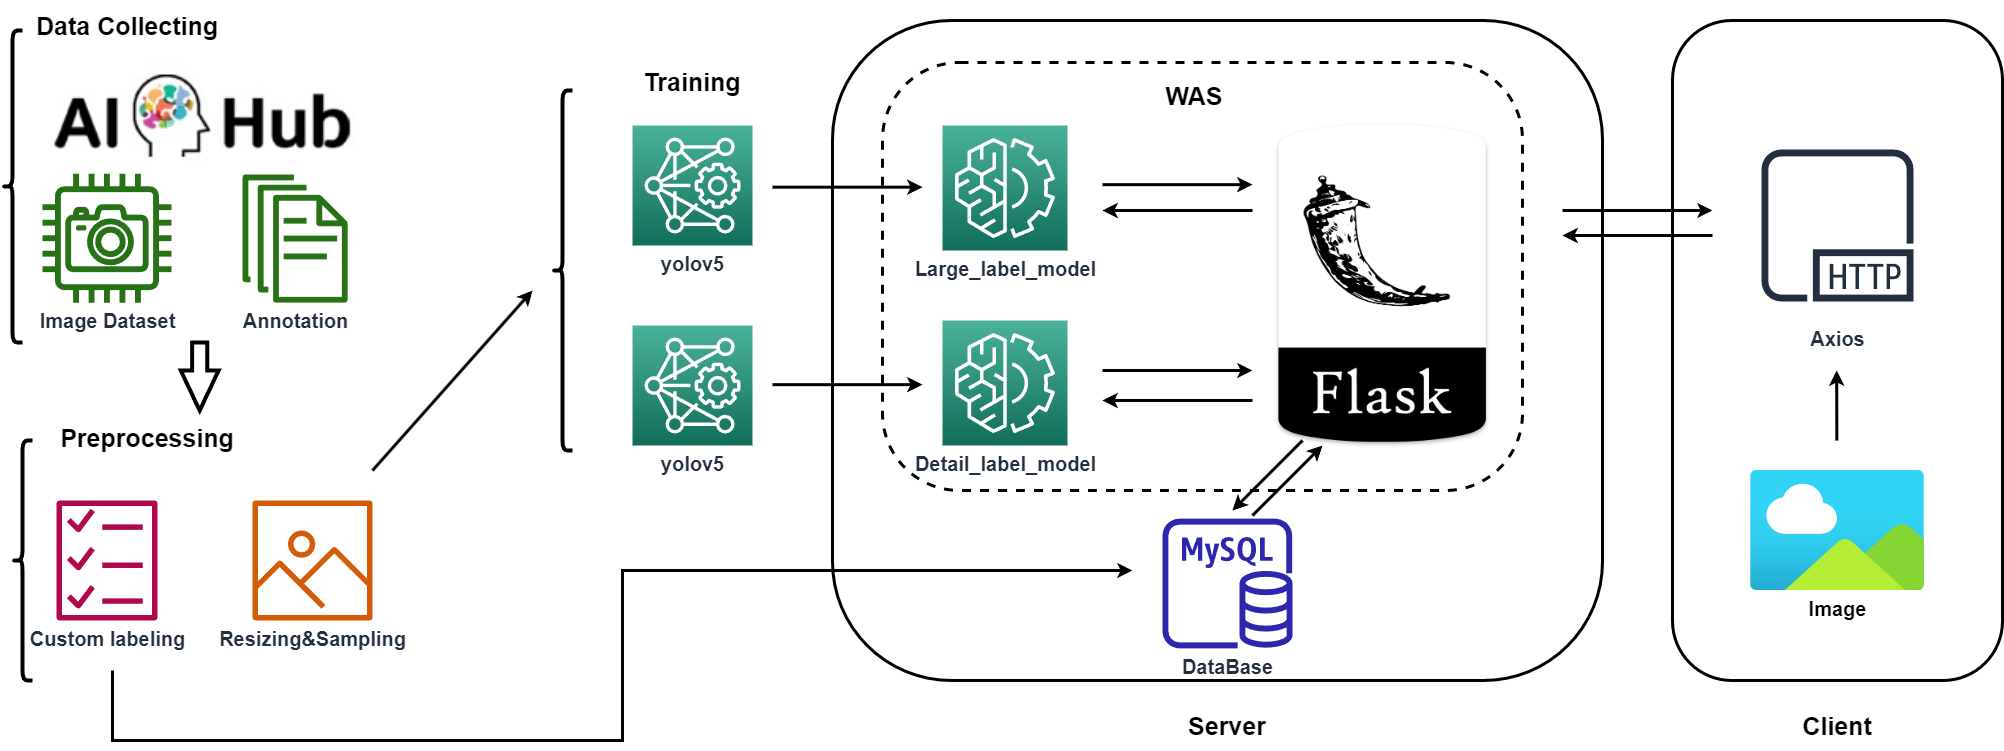 Data Collecting
AI Hub
Image Dataset
Annotation
Preprocessing
Custom labeling
Resizing&Sampling
Training
yolov5
yolov5
WAS
Large_label_model
Detail_label_model
Flask
MySQL
DataBase
Server
HTTP
Axios
Image
Client